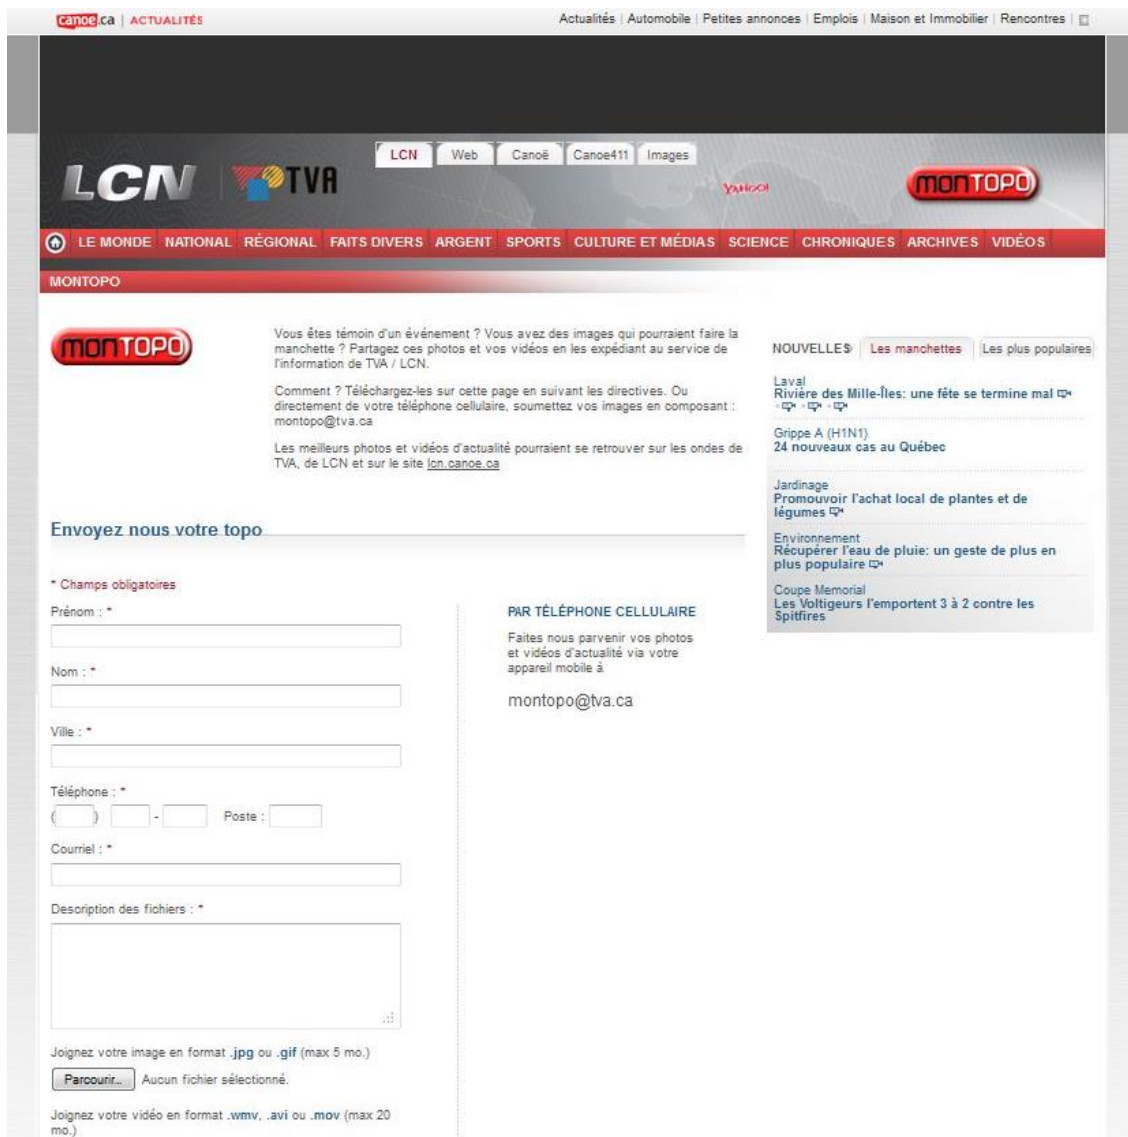 canoe.ca | ACTUALITÉS
Actualités | Automobile | Petites annonces | Emplois | Maison et Immobilier | Rencontres |
LCN Web Canoë Canoe411 Images
LCN TVA
YAHOO!
monTOPO
LE MONDE NATIONAL RÉGIONAL FAITS DIVERS ARGENT SPORTS CULTURE ET MÉDIAS SCIENCE CHRONIQUES ARCHIVES VIDÉOS
MONTOPO
monTOPO
Vous êtes témoin d'un événement ? Vous avez des images qui pourraient faire la
manchette ? Partagez ces photos et vos vidéos en les expédiant au service de
l'information de TVA / LCN.
Comment ? Téléchargez-les sur cette page en suivant les directives. Ou
directement de votre téléphone cellulaire, soumettez vos images en composant :
montopo@tva.ca
Les meilleurs photos et vidéos d'actualité pourraient se retrouver sur les ondes de
TVA, de LCN et sur le site lcn.canoe.ca
NOUVELLES Les manchettes Les plus populaires
Laval
Rivière des Mille-Îles: une fête se termine mal
Grippe A (H1N1)
24 nouveaux cas au Québec
Jardinage
Promouvoir l'achat local de plantes et de
légumes
Environnement
Récupérer l'eau de pluie: un geste de plus en
plus populaire
Coupe Memorial
Les Voltigeurs l'emportent 3 à 2 contre les
Spitfires
Envoyez nous votre topo
* Champs obligatoires
Prénom : *
Nom : *
Ville : *
Téléphone : *
( ) - Poste :
Courriel : *
Description des fichiers : *
Joignez votre image en format .jpg ou .gif (max 5 mo.)
Parcourir... Aucun fichier sélectionné.
Joignez votre vidéo en format .wmv, .avi ou .mov (max 20
mo.)
PAR TÉLÉPHONE CELLULAIRE
Faites nous parvenir vos photos
et vidéos d'actualité via votre
appareil mobile à
montopo@tva.ca